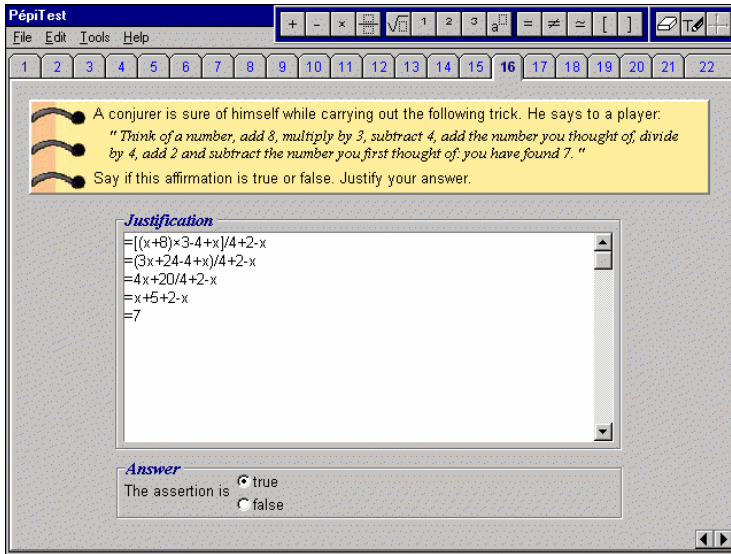 PépiTest
+ - × √ 1 2 3 a = ≠ ≃ [ ] T
File Edit Tools Help
1 2 3 4 5 6 7 8 9 10 11 12 13 14 15 16 17 18 19 20 21 22
A conjurer is sure of himself while carrying out the following trick. He says to a player:
" Think of a number, add 8, multiply by 3, subtract 4, add the number you thought of, divide
by 4, add 2 and subtract the number you first thought of: you have found 7. "
Say if this affirmation is true or false. Justify your answer.
Justification
=[(x+8)×3-4+x]/4+2-x
=(3x+24-4+x)/4+2-x
=4x+20/4+2-x
=x+5+2-x
=7
Answer
The assertion is
true
false